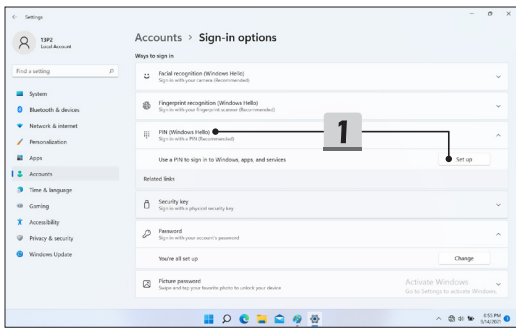 Settings
13P2
Local Account
Find a setting
System
Bluetooth & devices
Network & internet
Personalization
Apps
Accounts
Time & language
Gaming
Accessibility
Privacy & security
Windows Update
Accounts > Sign-in options
Ways to sign in
Facial recognition (Windows Hello)
Sign in with your camera (Recommended)
Fingerprint recognition (Windows Hello)
Sign in with your fingerprint scanner (Recommended)
PIN (Windows Hello)
Sign in with a PIN (Recommended)
1
Use a PIN to sign in to Windows, apps, and services
Set up
Related links
Security key
Sign in with a physical security key
Password
Sign in with your account's password
You're all set up
Change
Picture password
Swipe and tap your favorite photo to unlock your device
Activate Windows
Go to Settings to activate Windows.
6:55 PM
9/14/2021